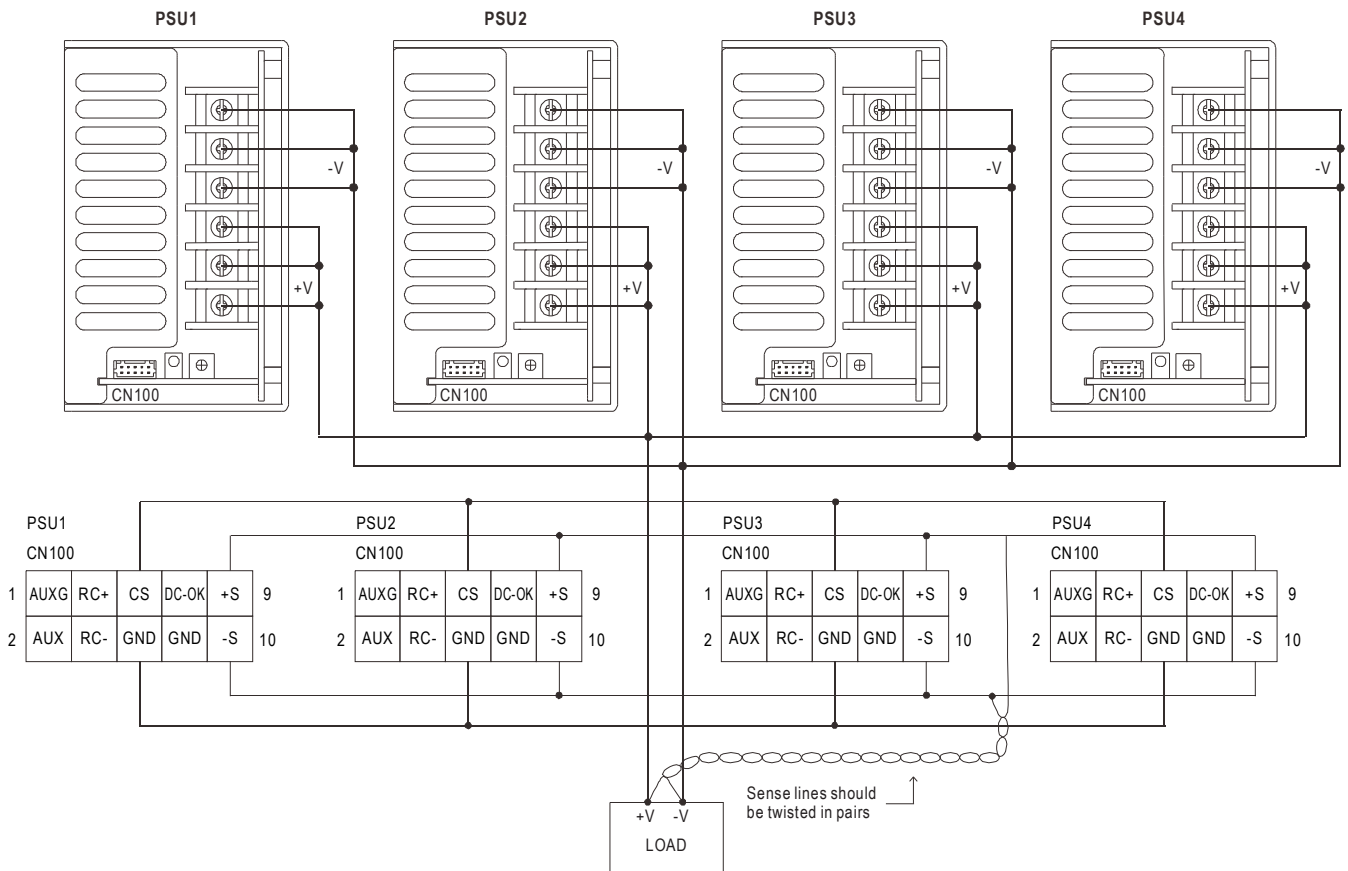 PSU1 PSU2 PSU3 PSU4
-V -V -V -V
+V +V +V +V
CN100 CN100 CN100 CN100
PSU1 PSU2 PSU3 PSU4
CN100 CN100 CN100 CN100
1 AUXG RC+ CS DC-OK +S 9 1 AUXG RC+ CS DC-OK +S 9 1 AUXG RC+ CS DC-OK +S 9 1 AUXG RC+ CS DC-OK +S 9
2 AUX RC- GND GND -S 10 2 AUX RC- GND GND -S 10 2 AUX RC- GND GND -S 10 2 AUX RC- GND GND -S 10
Sense lines should
be twisted in pairs
+V -V
LOAD